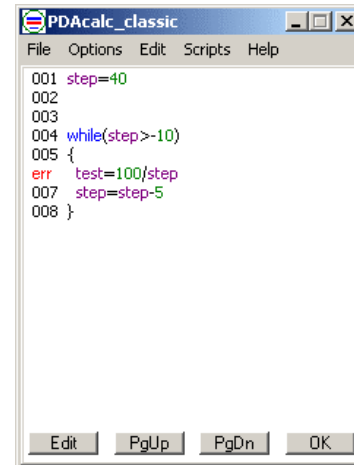 PDAcalc_classic
File Options Edit Scripts Help
001 step=40
002
003
004 while(step>-10)
005 {
err test=100/step
007 step=step-5
008 }
Edit PgUp PgDn OK